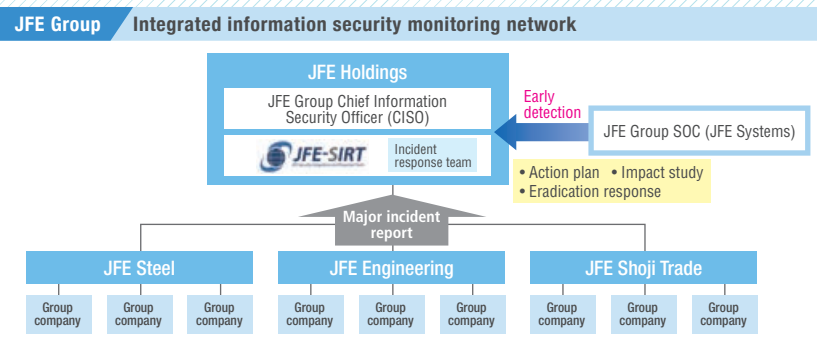 JFE Group
Integrated information security monitoring network
JFE Holdings
JFE Group Chief Information
Security Officer (CISO)
JFE-SIRT
Incident
response team
Early
detection
JFE Group SOC (JFE Systems)
• Action plan • Impact study
• Eradication response
Major incident
report
JFE Steel
JFE Engineering
JFE Shoji Trade
Group
company
Group
company
Group
company
Group
company
Group
company
Group
company
Group
company
Group
company
Group
company